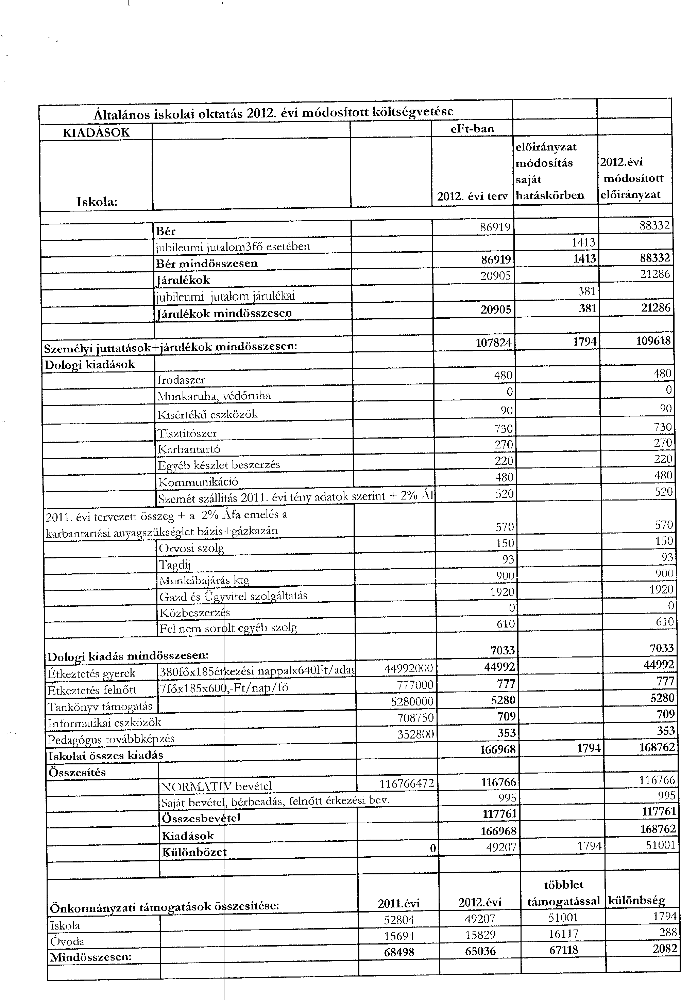 Általános iskolai oktatás 2012. évi módosított költségvetése
KIADÁSOK eFt-ban
Iskola: 2012. évi terv előirányzat módosítás saját hatáskörben 2012.évi módosított előirányzat
Bér 86919 88332
jubileumi jutalom3fő esetében 1413
Bér mindösszesen 86919 1413 88332
Járulékok 20905 21286
jubileumi jutalom járulékai 381
Járulékok mindösszesen 20905 381 21286
Személyi juttatások+járulékok mindösszesen: 107824 1794 109618
Dologi kiadások
Irodaszer 480 480
Munkaruha, védőruha 0 0
Kisértékű eszközök 90 90
Tisztitószer 730 730
Karbantartó 270 270
Egyéb készlet beszerzés 220 220
Kommunikáció 480 480
Szemét szállitás 2011. évi tény adatok szerint + 2% Ál 520 520
2011. évi tervezett összeg + a 2% Áfa emelés a
karbantartási anyagszükséglet bázis+gázkazán 570 570
Orvosi szolg 150 150
Tagdij 93 93
Munkábajárás ktg 900 900
Gazd és Ügyvitel szolgáltatás 1920 1920
Közbeszerzés 0 0
Fel nem sorolt egyéb szolg 610 610
Dologi kiadás mindösszesen: 7033 7033
Étkeztetés gyerek 380főx185étkezési nappalx640Ft/adag 44992000 44992 44992
Étkeztetés felnőtt 7főx185x600,-Ft/nap/fő 777000 777 777
Tankönyv támogatás 5280000 5280 5280
Informatikai eszközök 708750 709 709
Pedagógus továbbképzés 352800 353 353
Iskolai összes kiadás 166968 1794 168762
Összesítés
NORMATIV bevétel 116766472 116766 116766
Saját bevétel, bérbeadás, felnőtt étkezési bev. 995 995
Összesbevétel 117761 117761
Kiadások 166968 168762
Különbözet 0 49207 1794 51001
Önkormányzati támogatások összesítése: 2011.évi 2012.évi többlet támogatással különbség
Iskola 52804 49207 51001 1794
Óvoda 15694 15829 16117 288
Mindösszesen: 68498 65036 67118 2082